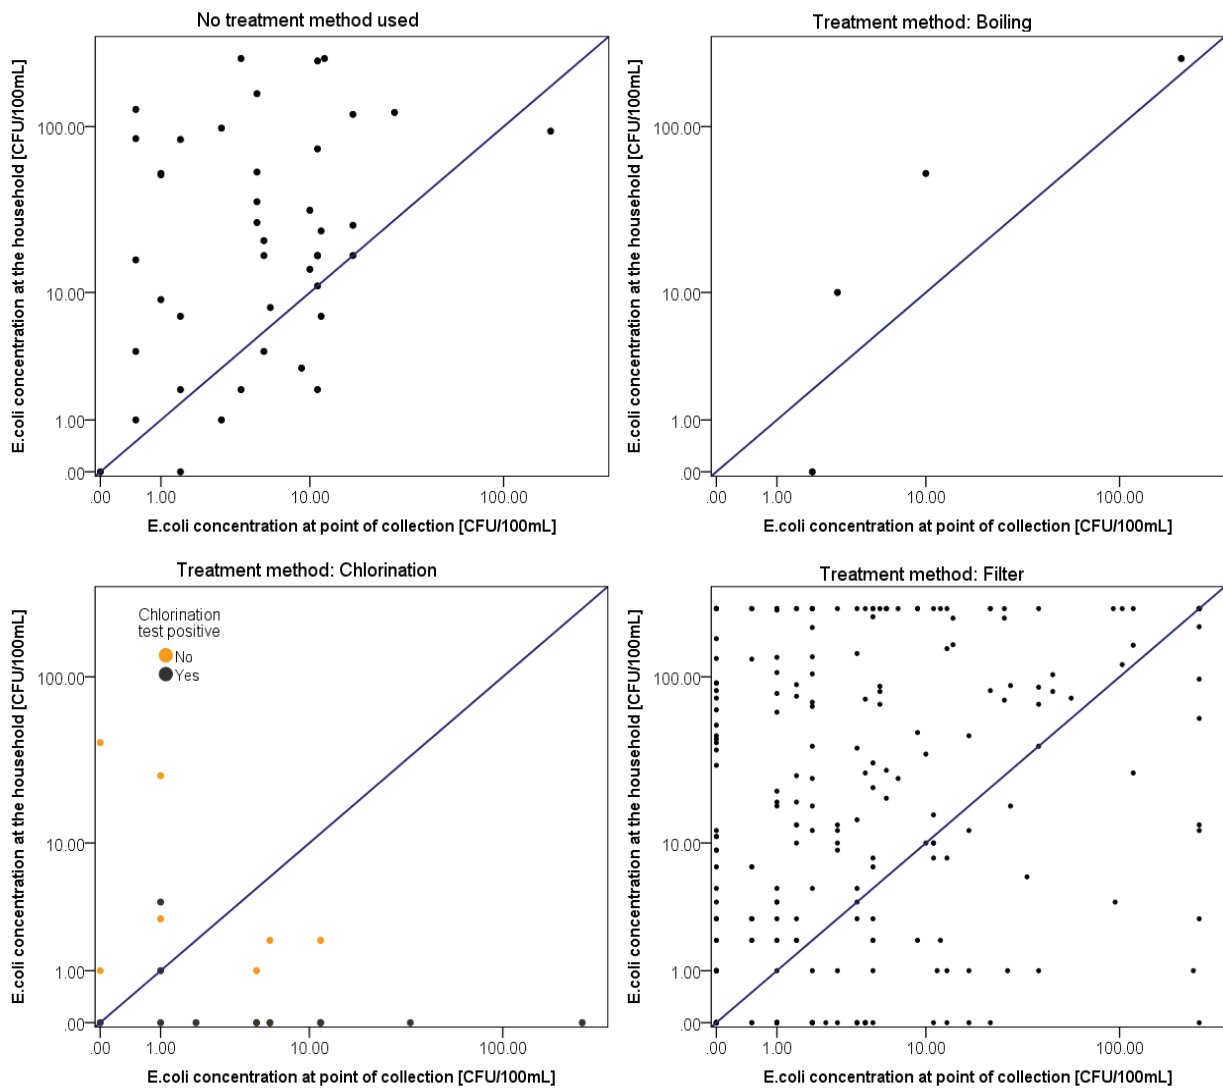 No treatment method used
E.coli concentration at the household [CFU/100mL]
100.00
10.00
1.00
.00
.00
1.00
10.00
100.00
E.coli concentration at point of collection [CFU/100mL]
Treatment method: Boiling
E.coli concentration at the household [CFU/100mL]
100.00
10.00
1.00
.00
.00
1.00
10.00
100.00
E.coli concentration at point of collection [CFU/100mL]
Treatment method: Chlorination
Chlorination
test positive
No
Yes
E.coli concentration at the household [CFU/100mL]
100.00
10.00
1.00
.00
.00
1.00
10.00
100.00
E.coli concentration at point of collection [CFU/100mL]
Treatment method: Filter
E.coli concentration at the household [CFU/100mL]
100.00
10.00
1.00
.00
.00
1.00
10.00
100.00
E.coli concentration at point of collection [CFU/100mL]